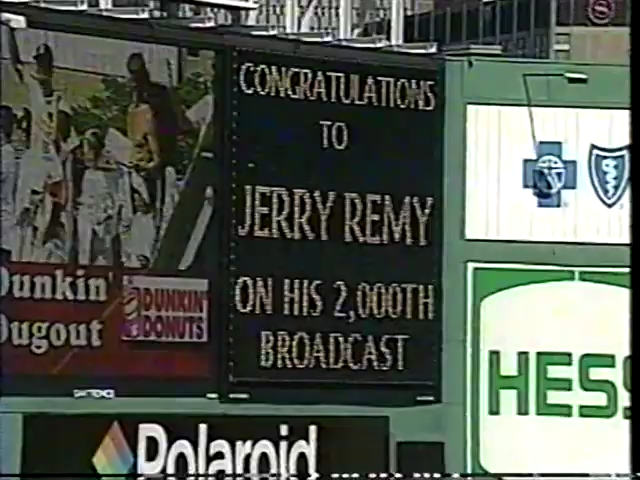 CONGRATULATIONS
TO
JERRY REMY
ON HIS 2,000TH
BROADCAST
Dunkin'
Dugout
DUNKIN'
DONUTS
HESS
Polaroid